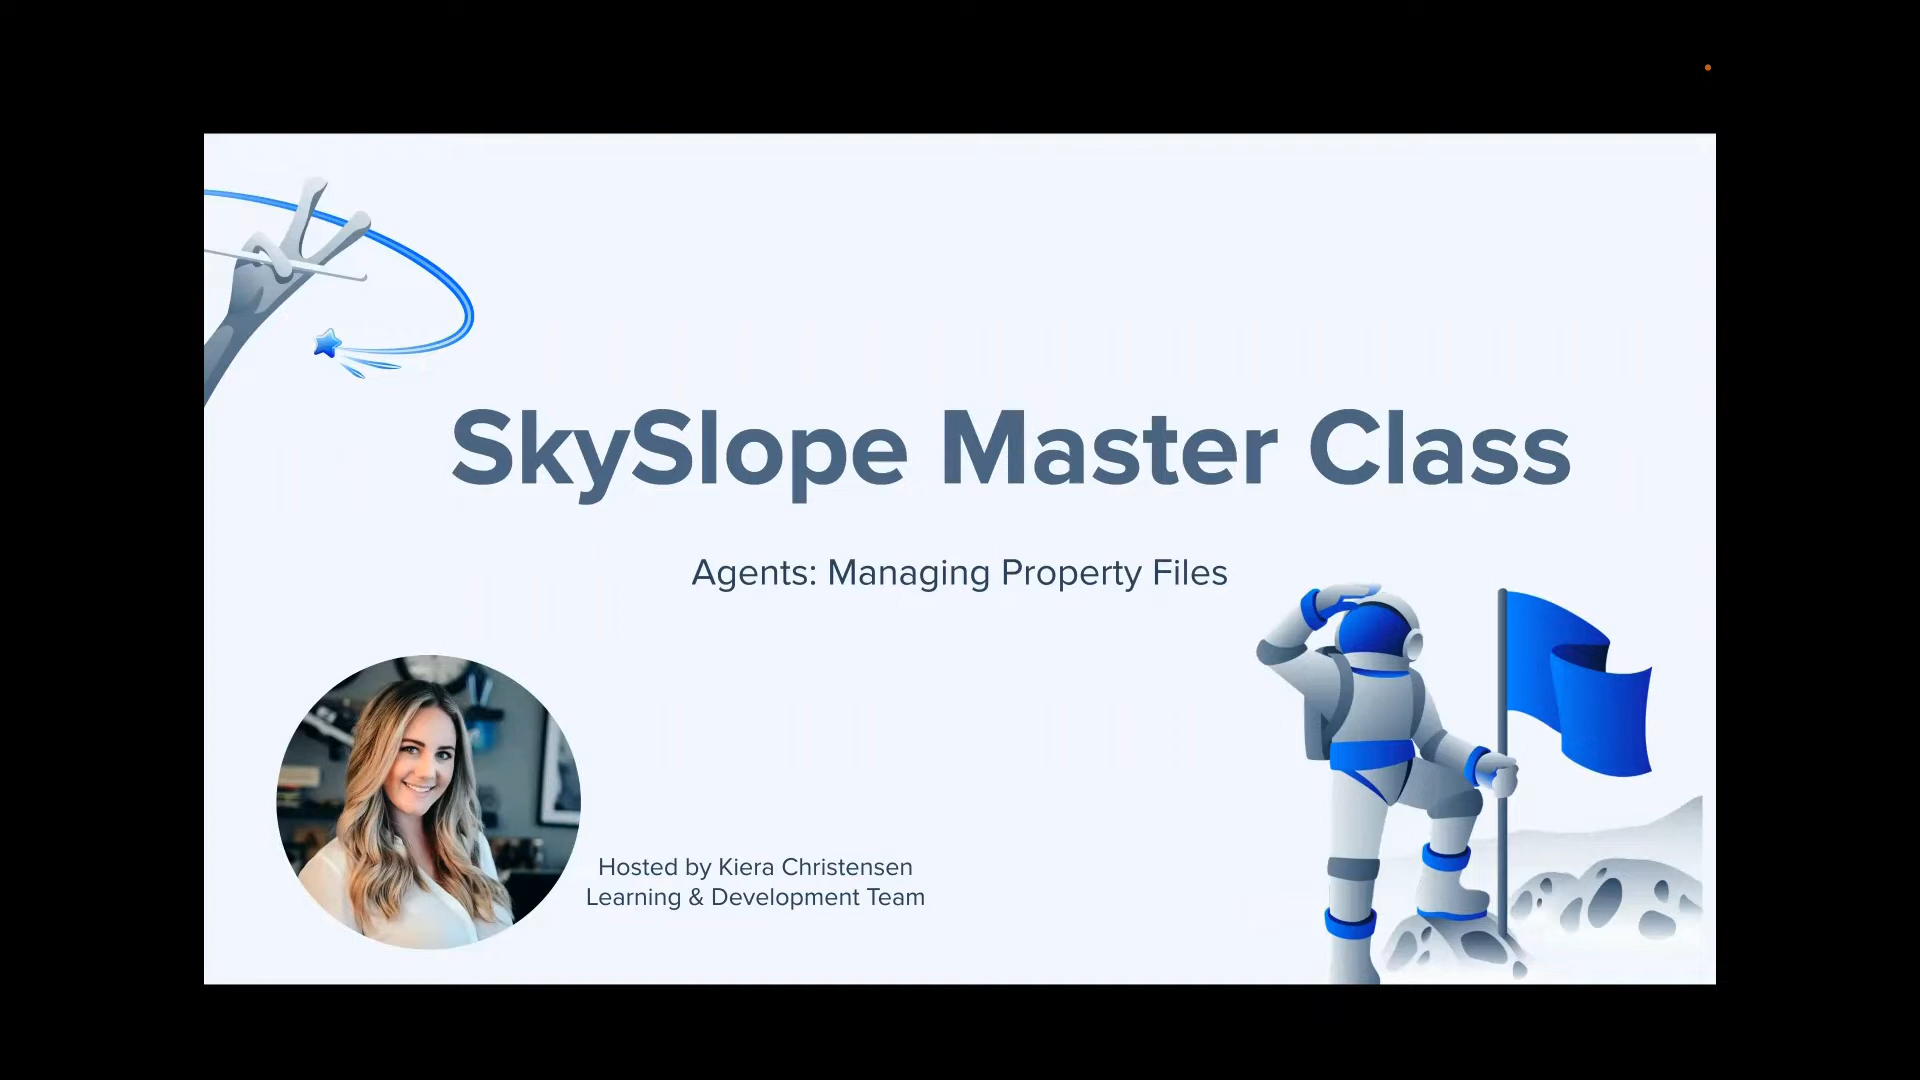 SkySlope Master Class
Agents: Managing Property Files
Hosted by Kiera Christensen
Learning & Development Team